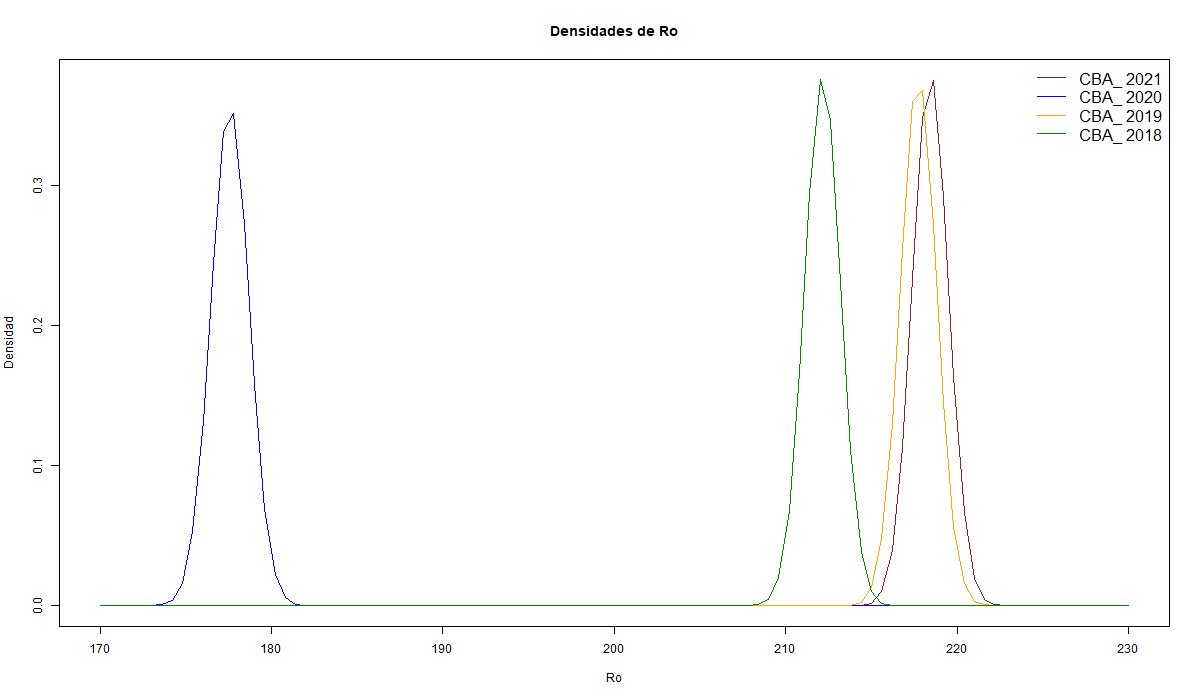 Densidades de Ro
CBA_ 2021
CBA_ 2020
CBA_ 2019
CBA_ 2018
Densidad
0.3
0.2
0.1
0.0
170 180 190 200 210 220 230
Ro